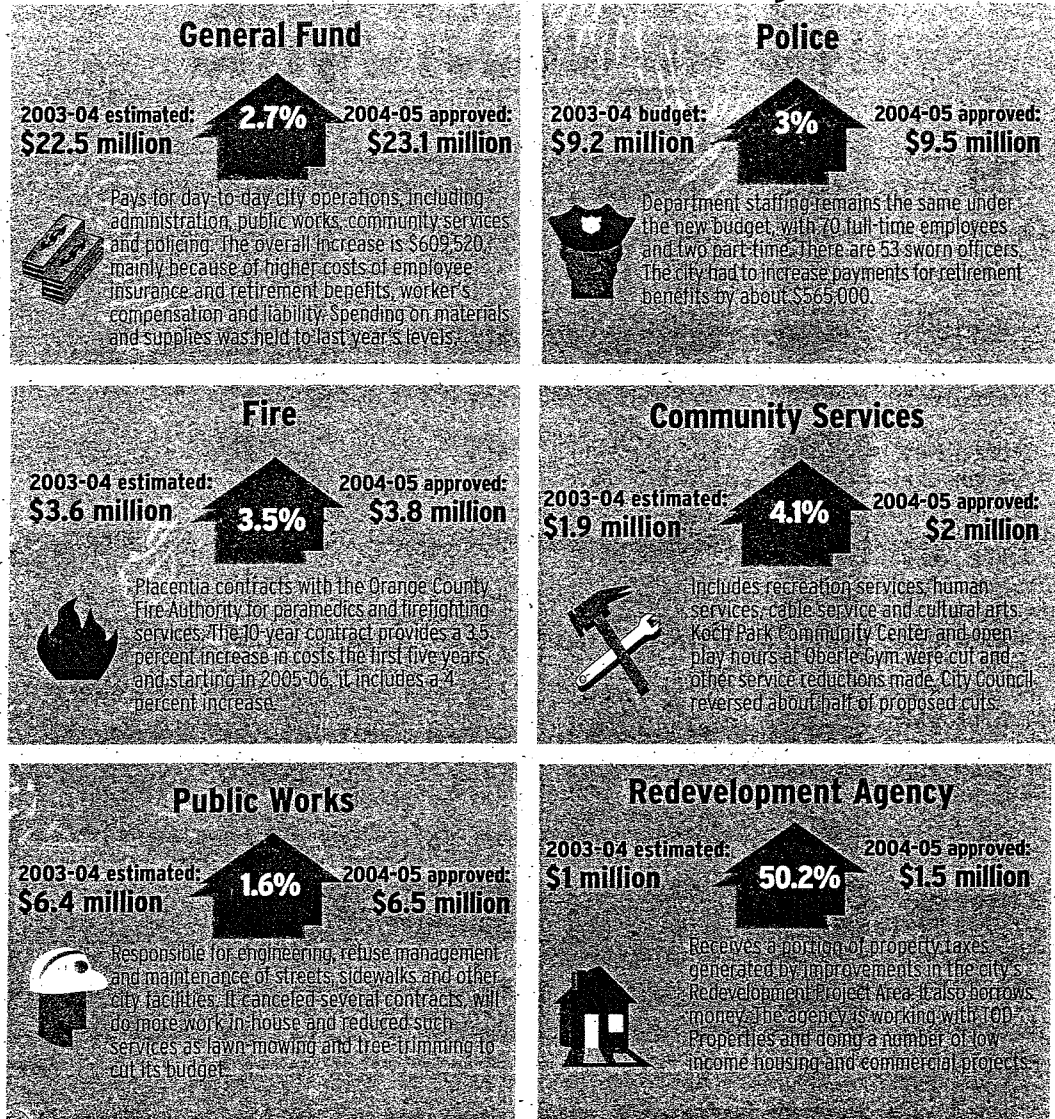 General Fund
2003-04 estimated:
$22.5 million
2.7%
2004-05 approved:
$23.1 million
Pays for day-to-day city operations, including
administration, public works, community services
and policing. The overall increase is $609,520,
mainly because of higher costs of employee
insurance and retirement benefits, worker's
compensation and liability. Spending on materials
and supplies was held to last year's levels.
Police
2003-04 budget:
$9.2 million
3%
2004-05 approved:
$9.5 million
Department staffing remains the same under
the new budget, with 70 full-time employees
and two part-time. There are 53 sworn officers.
The city had to increase payments for retirement
benefits by about $565,000.
Fire
2003-04 estimated:
$3.6 million
3.5%
2004-05 approved:
$3.8 million
Placentia contracts with the Orange County
Fire Authority for paramedics and firefighting
services. The 10-year contract provides a 3.5
percent increase in costs the first five years,
and starting in 2005-06, it includes a 4
percent increase.
Community Services
2003-04 estimated:
$1.9 million
4.1%
2004-05 approved:
$2 million
Includes recreation services, human
services, cable service and cultural arts.
Koch Park Community Center and open-
play hours at Oberle Gym were cut and
other service reductions made. City Council
reversed about half of proposed cuts.
Public Works
2003-04 estimated:
$6.4 million
1.6%
2004-05 approved:
$6.5 million
Responsible for engineering, refuse management
and maintenance of streets, sidewalks and other
city facilities. It canceled several contracts, will
do more work in-house and reduced such
services as lawn-mowing and tree-trimming to
cut its budget.
Redevelopment Agency
2003-04 estimated:
$1 million
50.2%
2004-05 approved:
$1.5 million
Receives a portion of property taxes
generated by improvements in the city's
Redevelopment Project Area. It also borrows
money. The agency is working with TOD
Properties and doing a number of low
income housing and commercial projects.